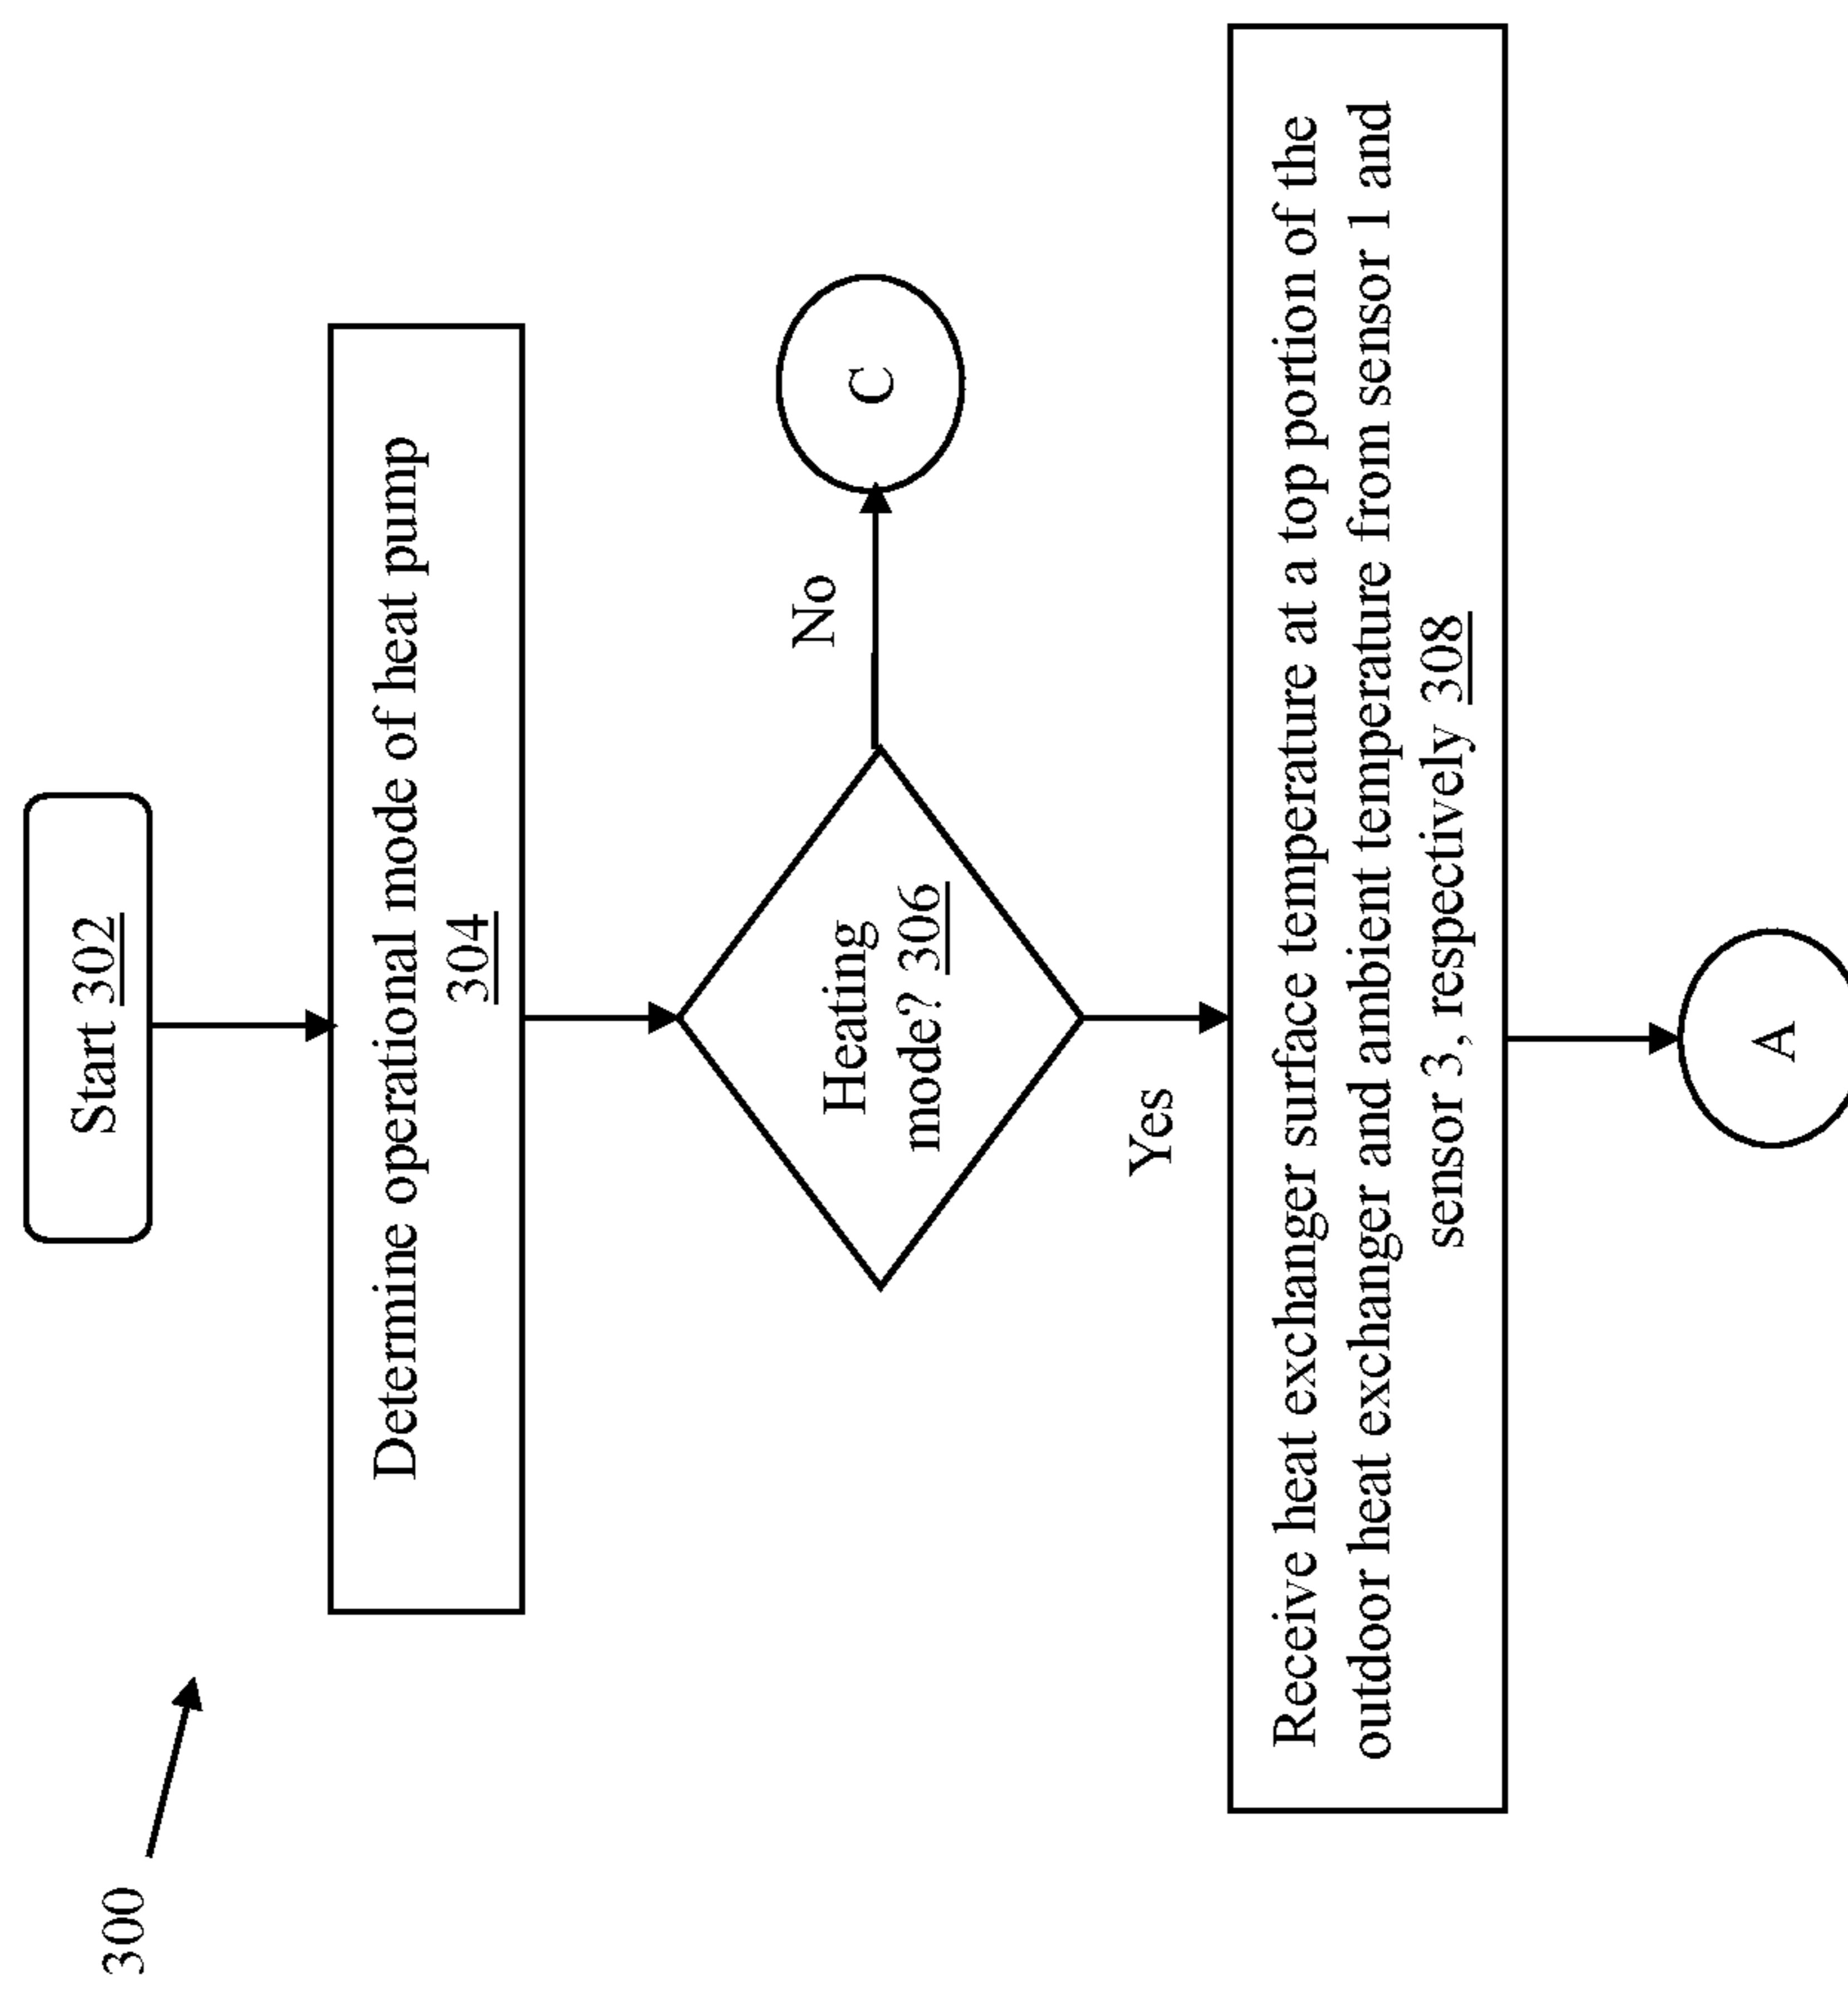 300
Start 302
Determine operational mode of heat pump
304
Heating
mode? 306
No
C
Yes
Receive heat exchanger surface temperature at a top portion of the
outdoor heat exchanger and ambient temperature from sensor 1 and
sensor 3, respectively 308
A